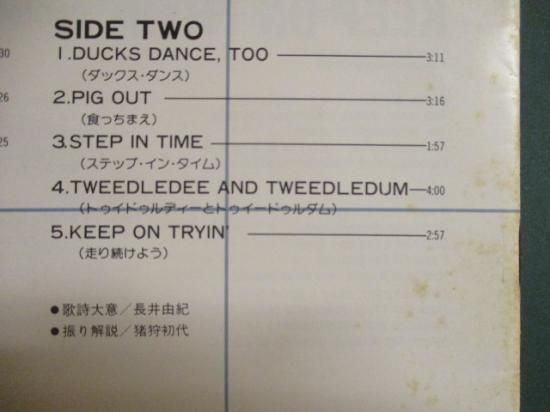 SIDE TWO
30
1.DUCKS DANCE, TOO 3:11
(ダックス・ダンス)
26
2.PIG OUT 3:16
(食っちまえ)
25
3.STEP IN TIME 1:57
(ステップ・イン・タイム)
4.TWEEDLEDEE AND TWEEDLEDUM 4:00
(トゥイドゥルディーとトゥイードゥルダム)
5.KEEP ON TRYIN' 2:57
(走り続けよう)
●歌詩大意/長井由紀
●振り解説/猪狩初代